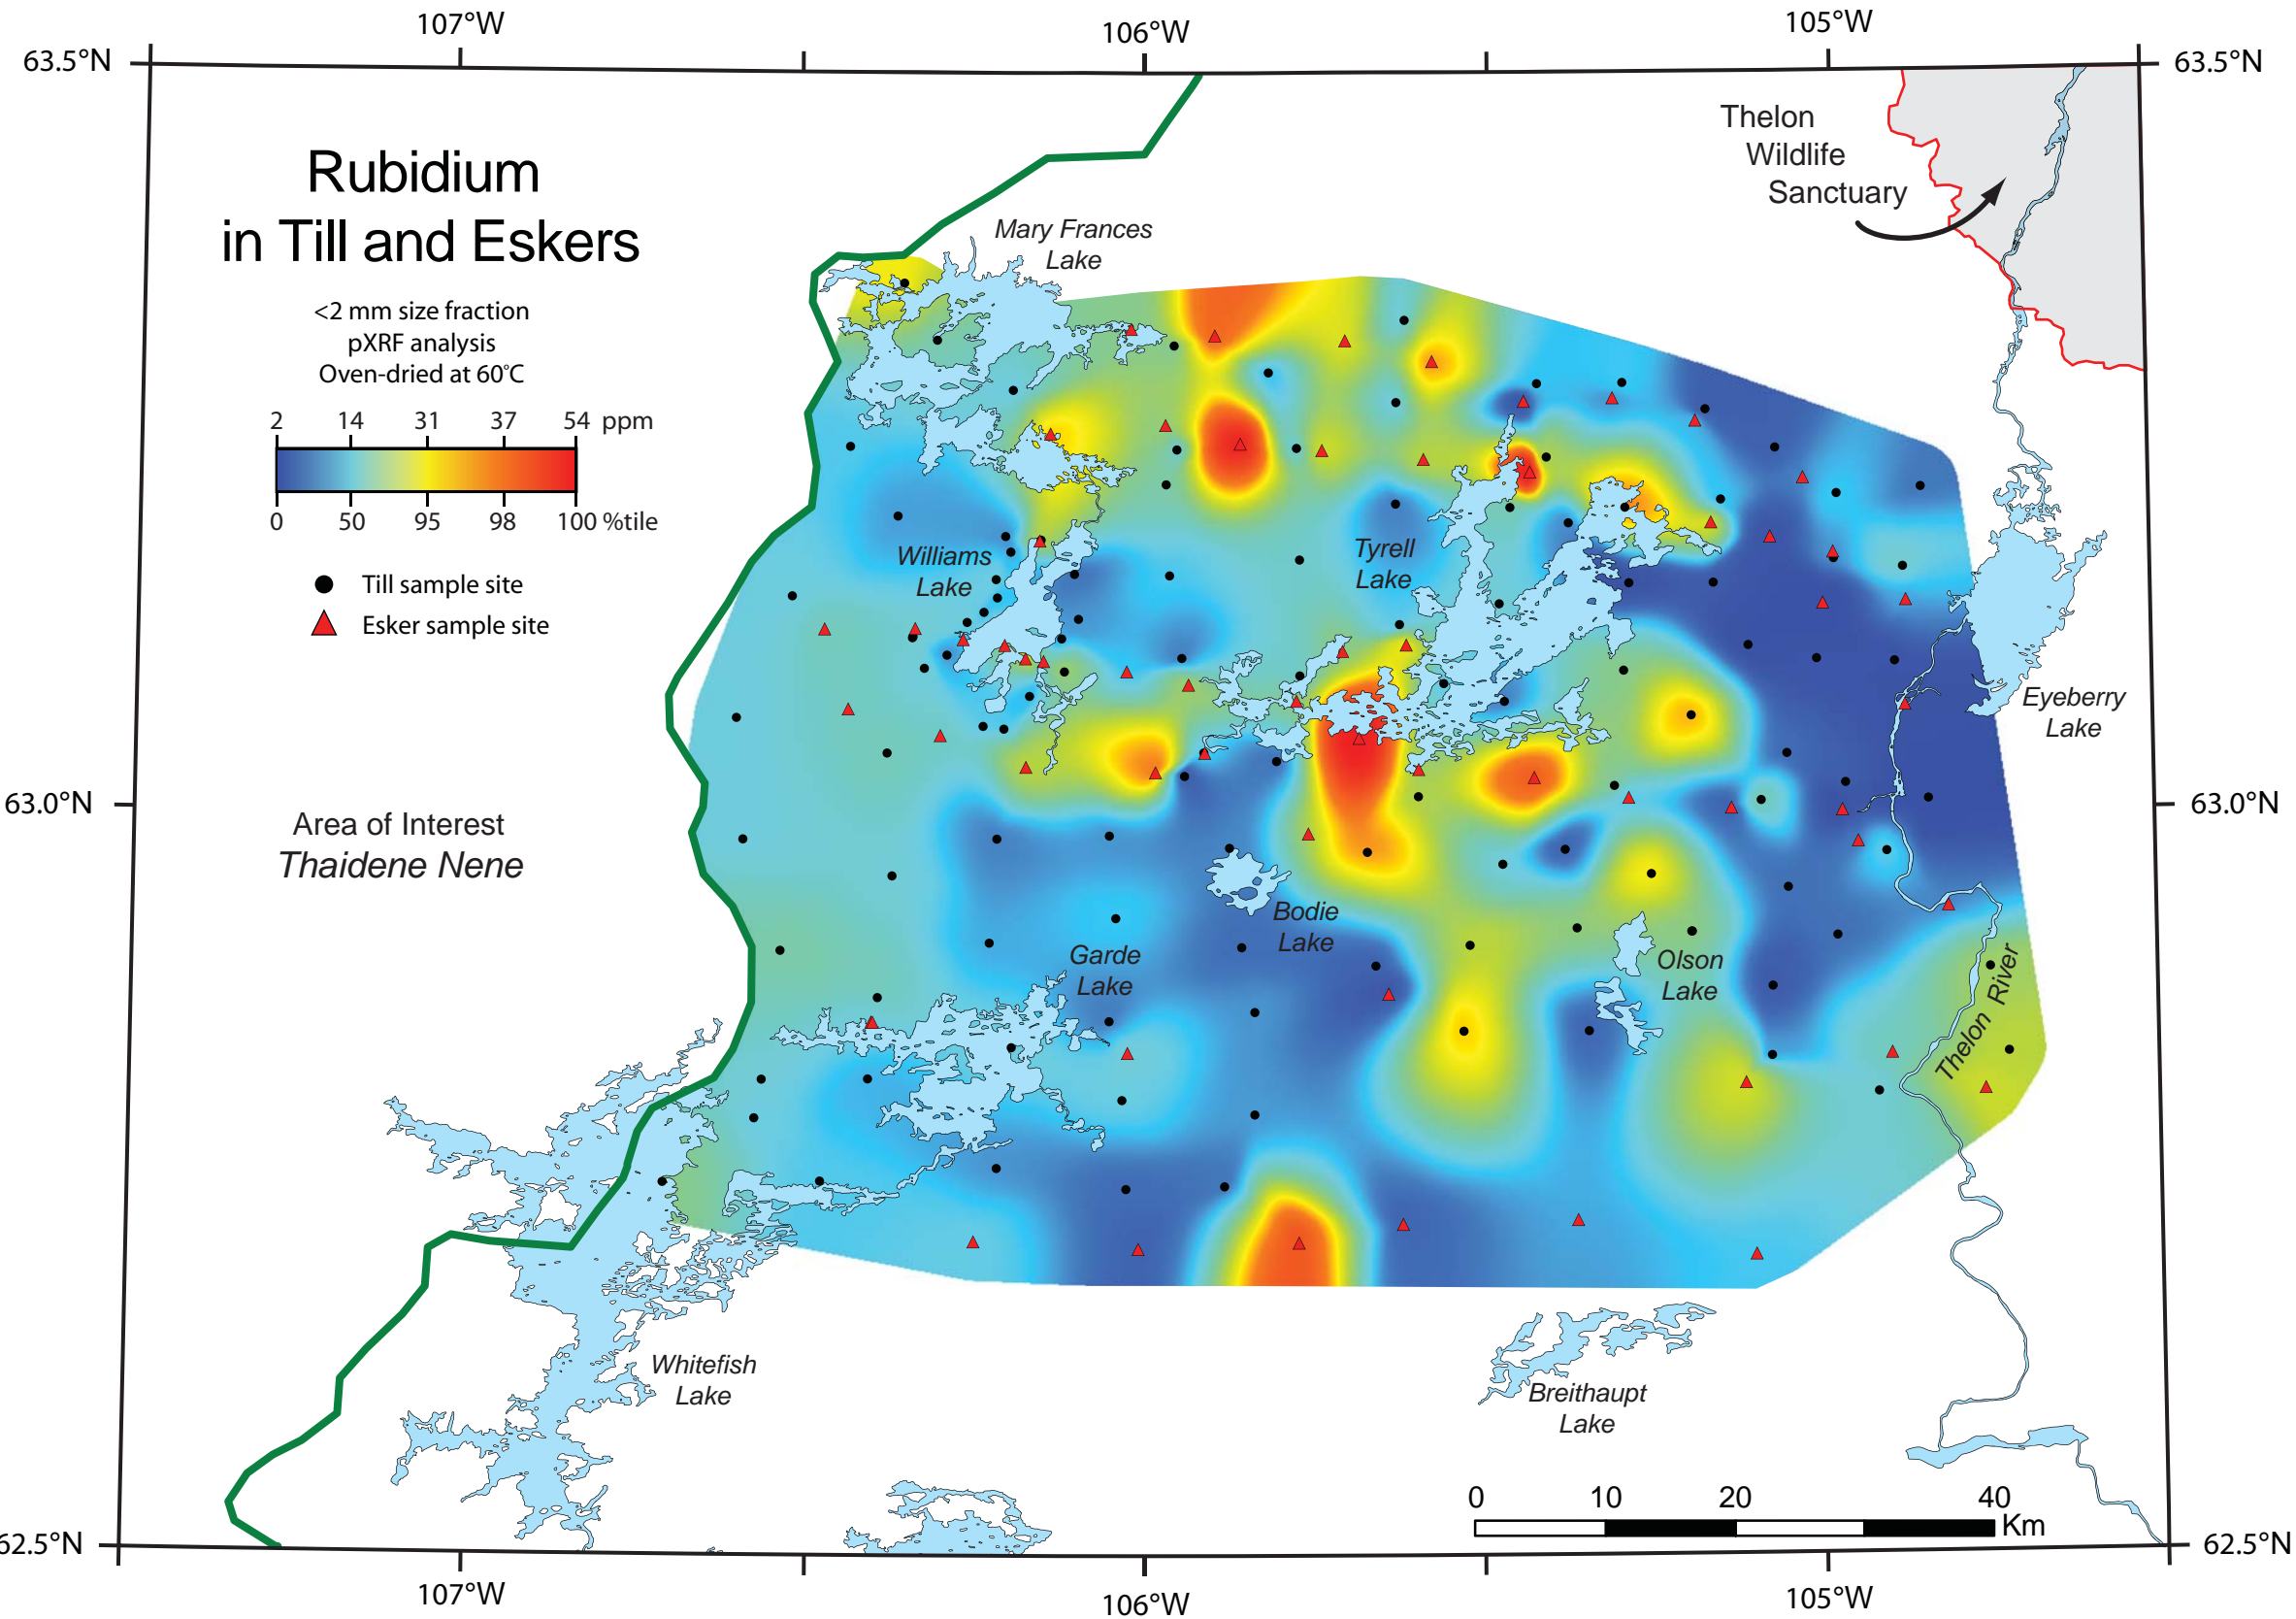 107°W
106°W
105°W
63.5°N
63.5°N
Thelon
Wildlife
Sanctuary
Rubidium
in Till and Eskers
<2 mm size fraction
pXRF analysis
Oven-dried at 60°C
2 14 31 37 54 ppm
0 50 95 98 100 %tile
Till sample site
Esker sample site
Mary Frances
Lake
Williams
Lake
Tyrell
Lake
Eyeberry
Lake
63.0°N
63.0°N
Area of Interest
Thaidene Nene
Bodie
Lake
Garde
Lake
Olson
Lake
Thelon River
Whitefish
Lake
Breithaupt
Lake
0 10 20 40
Km
62.5°N
62.5°N
107°W
106°W
105°W